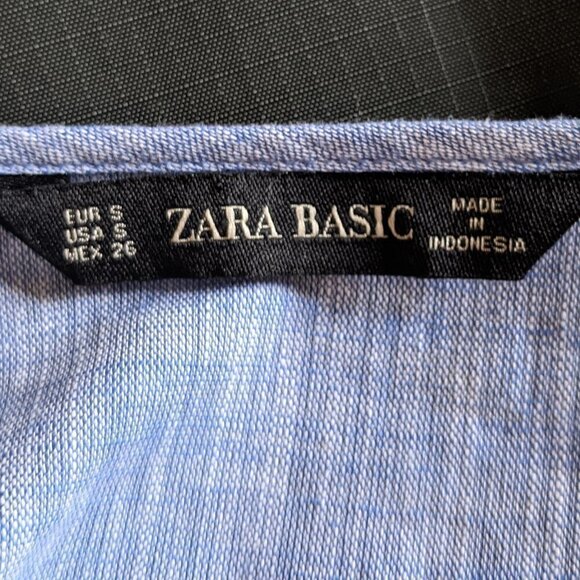 EUR S
USA S
MEX 26
ZARA BASIC
MADE
IN
INDONESIA